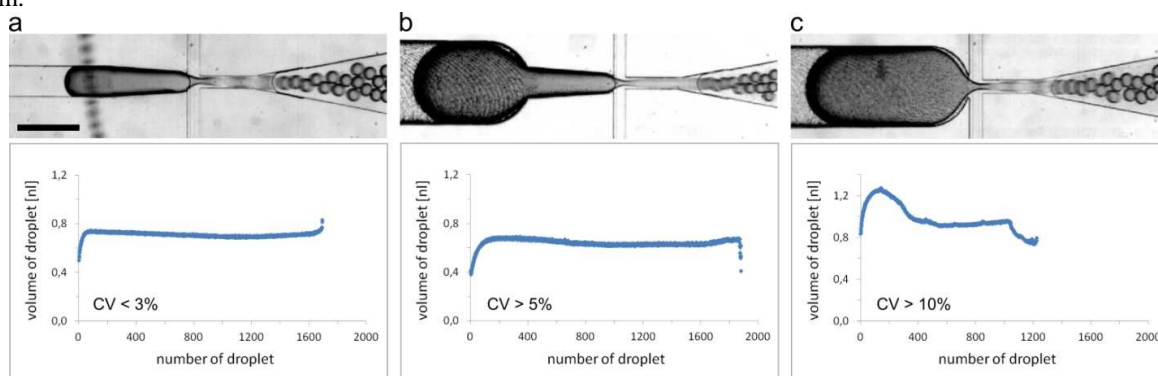 m.
a
b
c
volume of droplet [nl]
1,2
0,8
0,4
0,0
CV < 3%
0
400
800
1200
1600
2000
number of droplet
volume of droplet [nl]
1,2
0,8
0,4
0,0
CV > 5%
0
400
800
1200
1600
2000
number of droplet
volume of droplet [nl]
1,2
0,8
0,4
0,0
CV > 10%
0
400
800
1200
1600
2000
number of droplet